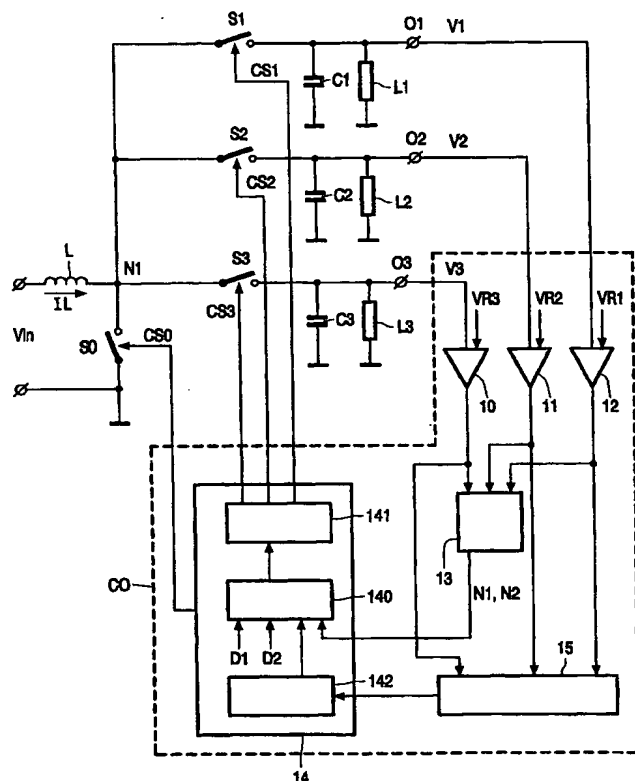 S1
O1
V1
CS1
C1
L1
S2
O2
V2
CS2
C2
L2
L
N1
S3
O3
V3
IL
CS3
C3
L3
VR3
VR2
VR1
Vin
S0
CS0
10
11
12
141
13
CO
140
N1, N2
D1
D2
15
142
14